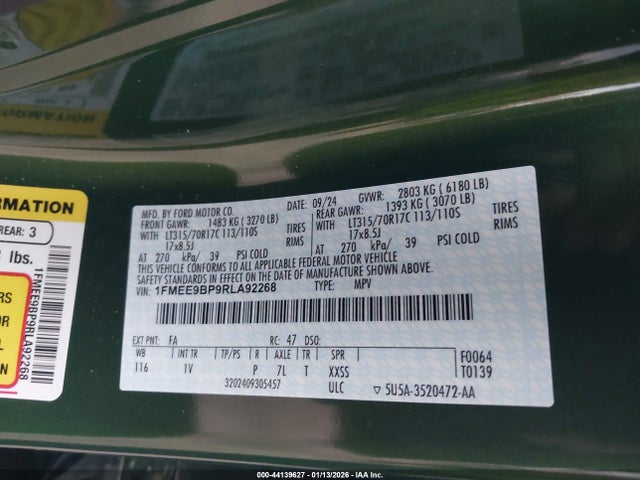 RMATION
REAR: 3
lbs.
RS
OR
L
S
1FMEE9BP9RLA92268
MFD. BY FORD MOTOR CO.
DATE: 09/24 GVWR: 2803 KG ( 6180 LB)
FRONT GAWR: 1483 KG ( 3270 LB)
REAR GAWR: 1393 KG ( 3070 LB)
WITH LT315/70R17C 113/110S TIRES
WITH LT315/70R17C 113/110S TIRES
17x8.5J RIMS
17x8.5J RIMS
AT 270 kPa/ 39 PSI COLD
AT 270 kPa/ 39 PSI COLD
THIS VEHICLE CONFORMS TO ALL APPLICABLE FEDERAL MOTOR VEHICLE
SAFETY STANDARDS IN EFFECT ON THE DATE OF MANUFACTURE SHOWN ABOVE.
VIN: 1FMEE9BP9RLA92268 TYPE: MPV
EXT PNT: FA RC: 47 DSO:
WB INT TR TP/PS R AXLE T SPR
116 1V P 7L T XXSS
3202409305457 ULC
F0064
T0139
▽ 5U5A-3520472-AA
000-44139627 - 01/13/2026 - IAA Inc.